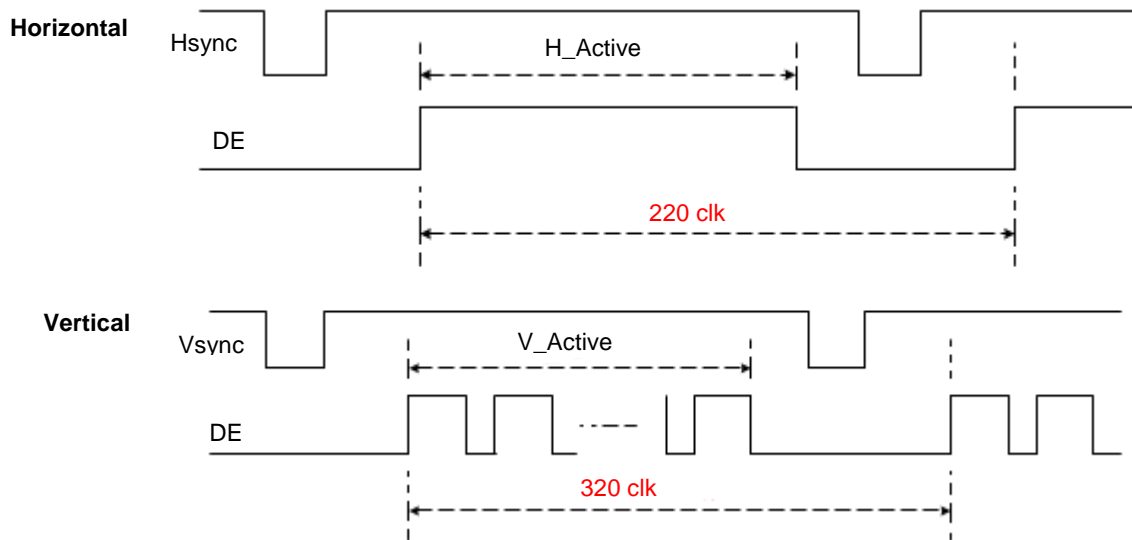 Horizontal
Hsync
H_Active
DE
220 clk
Vertical
Vsync
V_Active
DE
320 clk